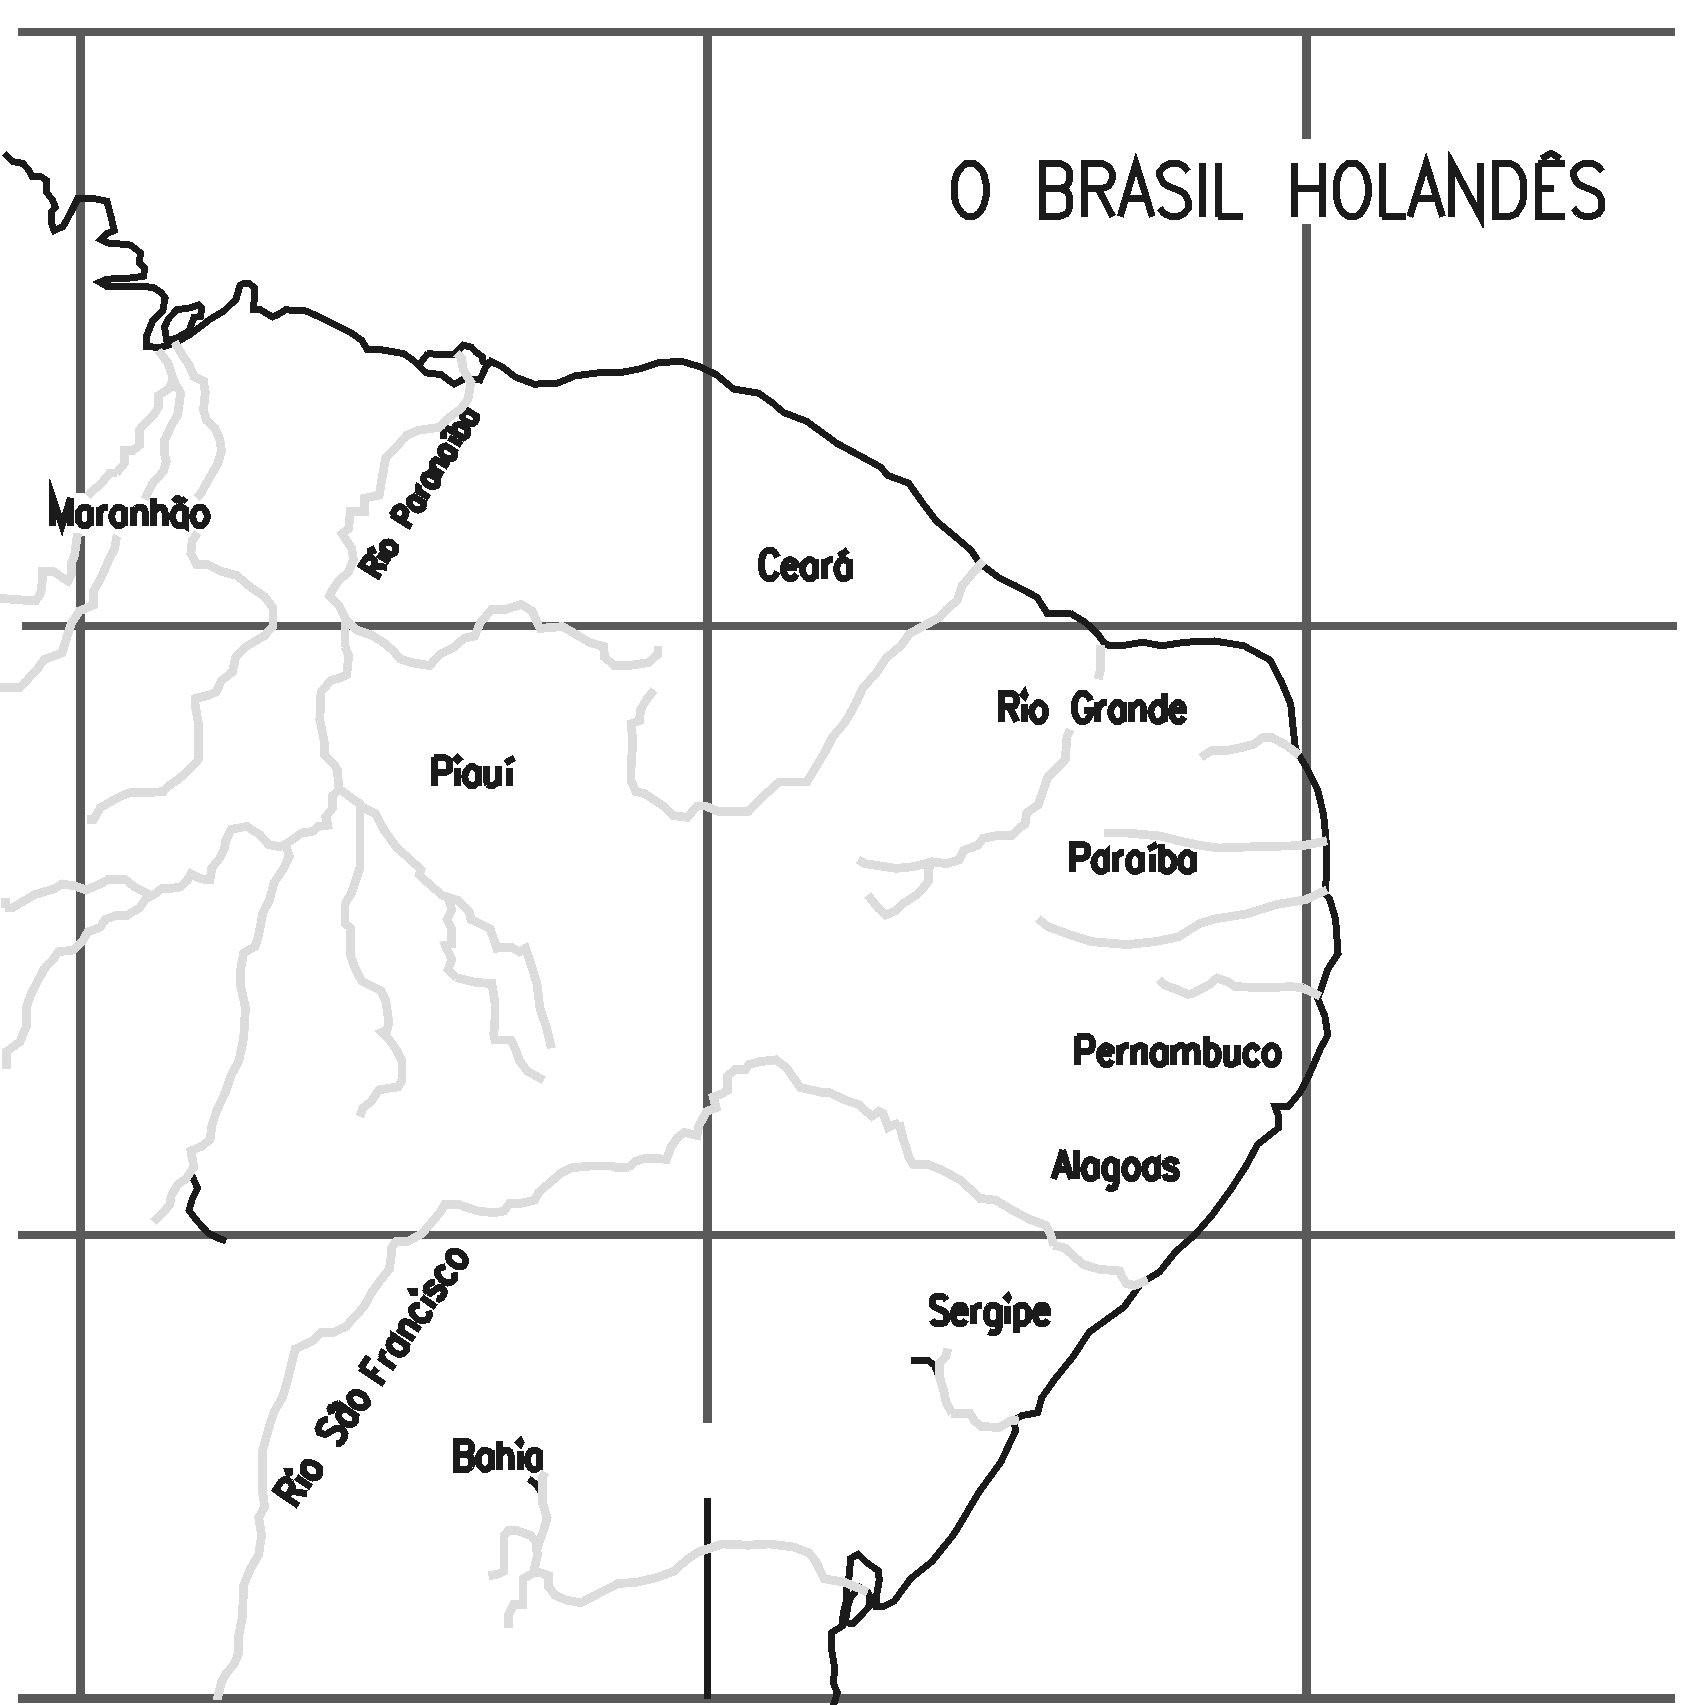 O BRASIL HOLANDÊS
Rio Paranaíba
Maranhão
Ceará
Rio Grande
Piauí
Paraíba
Pernambuco
Alagoas
Rio São Francisco
Sergipe
Bahia